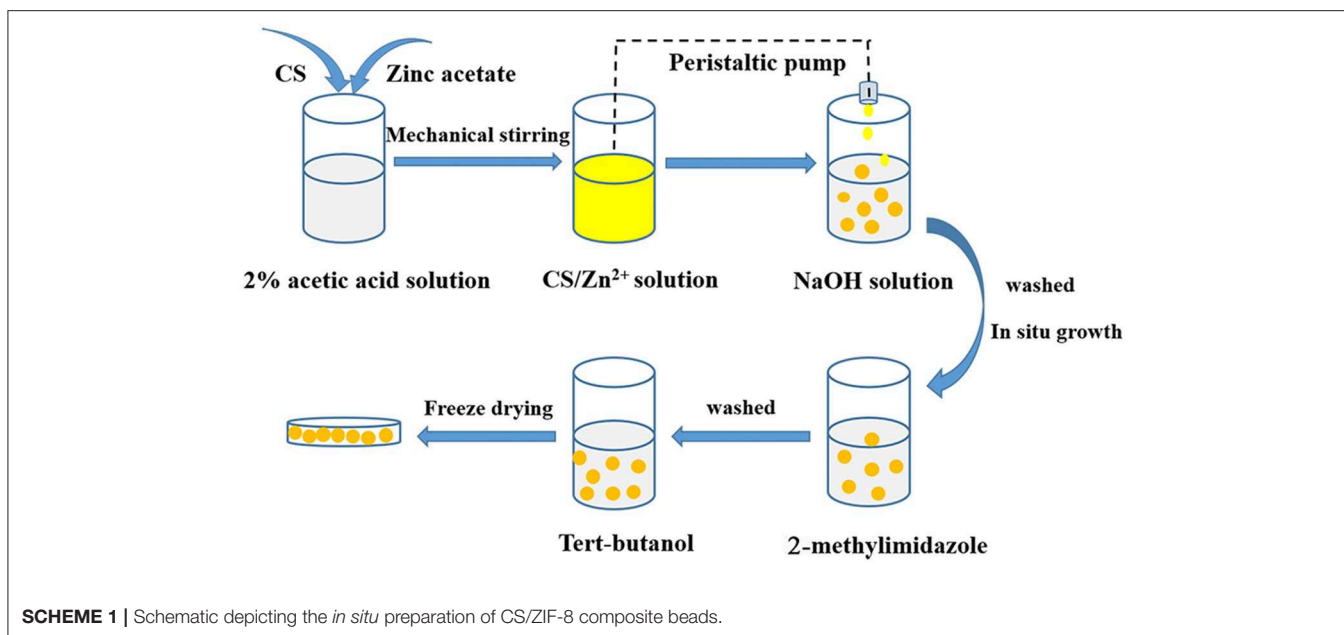 CS
Zinc acetate
Peristaltic pump
Mechanical stirring
2% acetic acid solution
CS/Zn²⁺ solution
NaOH solution
washed
In situ growth
Freeze drying
washed
Tert-butanol
2-methylimidazole
SCHEME 1 | Schematic depicting the in situ preparation of CS/ZIF-8 composite beads.